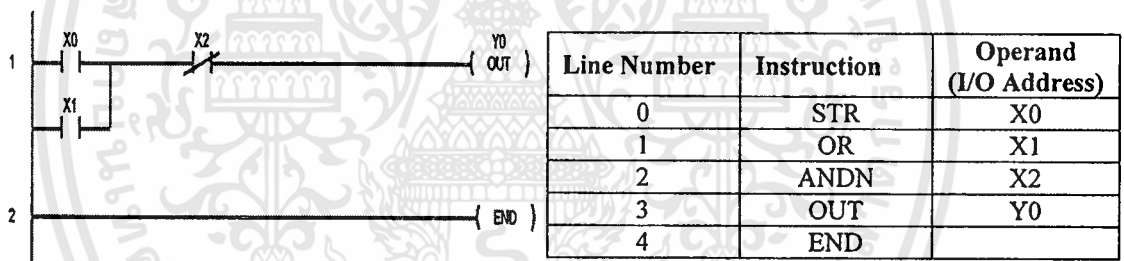 X0 X2 Y0
1 OUT
X1
2 END
Line Number Instruction Operand (I/O Address)
0 STR X0
1 OR X1
2 ANDN X2
3 OUT Y0
4 END